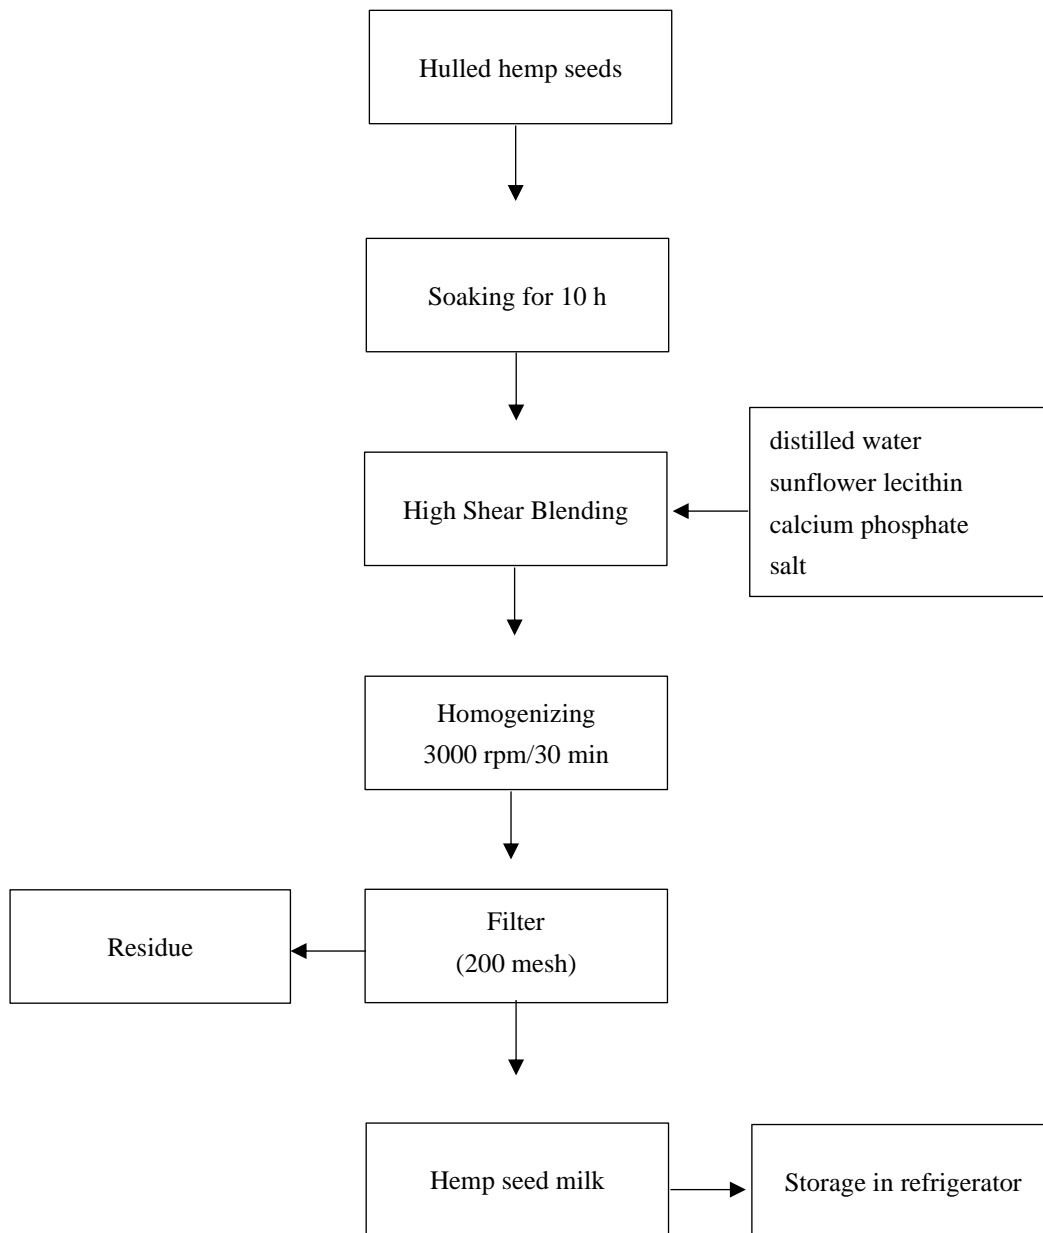 Hulled hemp seeds
Soaking for 10 h
High Shear Blending
distilled water
sunflower lecithin
calcium phosphate
salt
Homogenizing
3000 rpm/30 min
Filter
(200 mesh)
Residue
Hemp seed milk
Storage in refrigerator